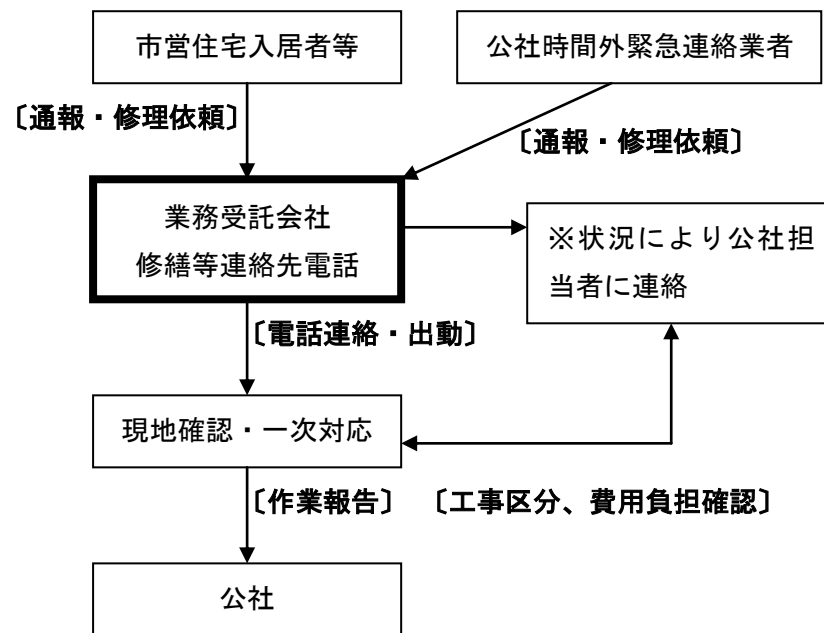 市営住宅入居者等
公社時間外緊急連絡業者
〔通報・修理依頼〕
〔通報・修理依頼〕
業務受託会社
修繕等連絡先電話
※状況により公社担
当者に連絡
〔電話連絡・出動〕
現地確認・一次対応
〔作業報告〕 〔工事区分、費用負担確認〕
公社